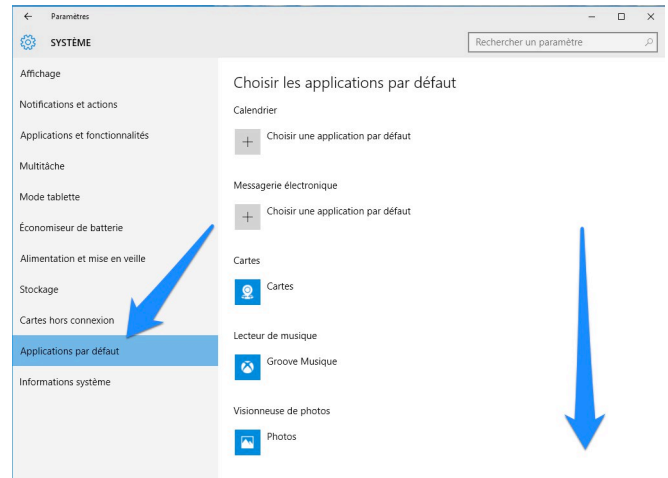 Paramètres
SYSTÈME
Rechercher un paramètre
Affichage
Notifications et actions
Applications et fonctionnalités
Multitâche
Mode tablette
Économiseur de batterie
Alimentation et mise en veille
Stockage
Cartes hors connexion
Applications par défaut
Informations système
Choisir les applications par défaut
Calendrier
Choisir une application par défaut
Messagerie électronique
Choisir une application par défaut
Cartes
Cartes
Lecteur de musique
Groove Musique
Visionneuse de photos
Photos